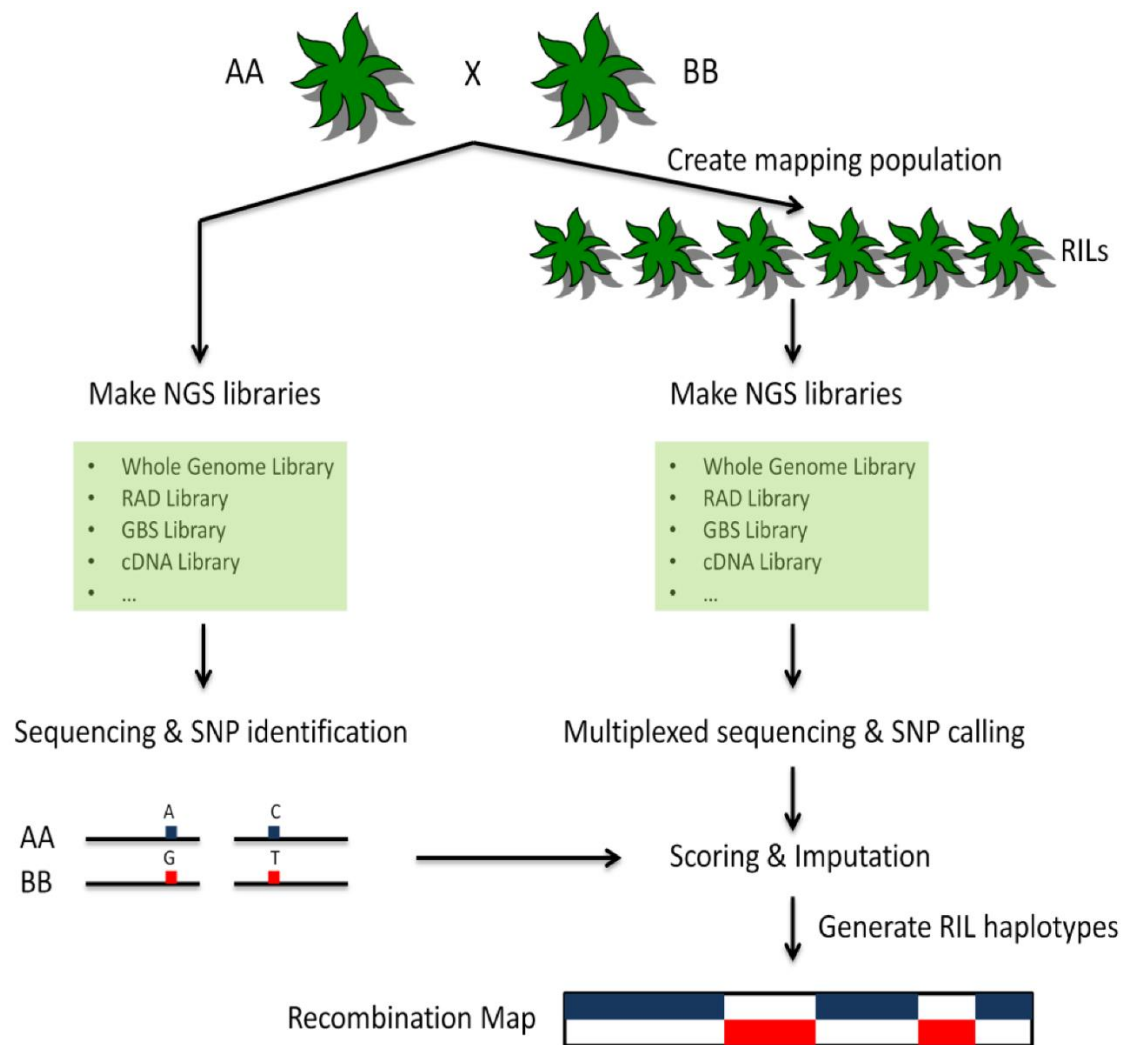 AA
X
BB
Create mapping population
RILs
Make NGS libraries
• Whole Genome Library
• RAD Library
• GBS Library
• cDNA Library
• ...
Make NGS libraries
• Whole Genome Library
• RAD Library
• GBS Library
• cDNA Library
• ...
Sequencing & SNP identification
Multiplexed sequencing & SNP calling
A C
AA
G T
BB
Scoring & Imputation
Generate RIL haplotypes
Recombination Map